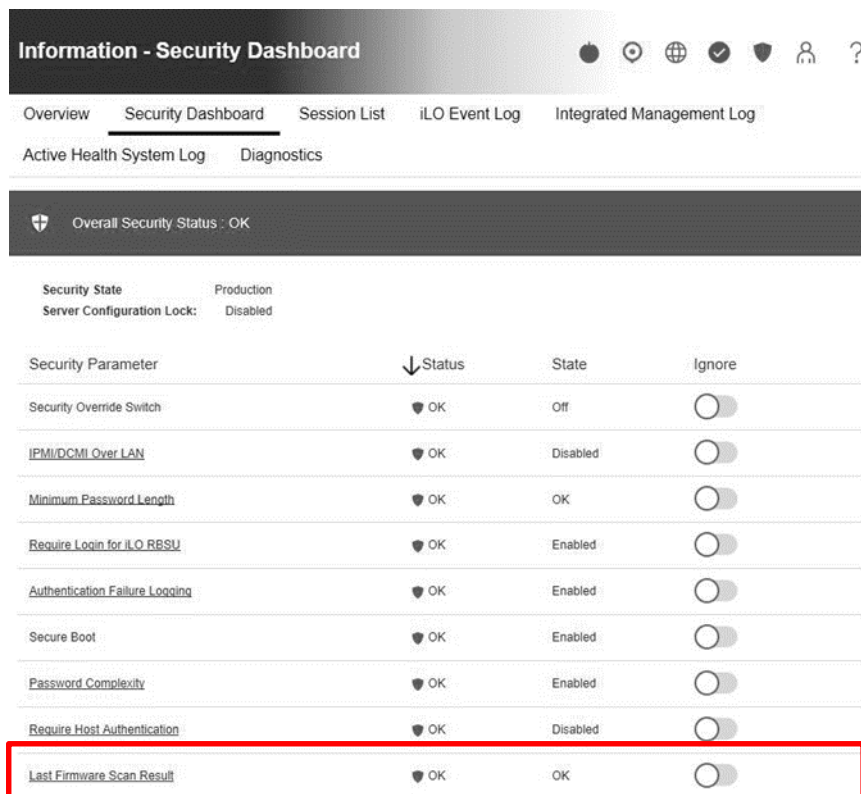 Information - Security Dashboard
?
Overview Security Dashboard Session List iLO Event Log Integrated Management Log
Active Health System Log Diagnostics
Overall Security Status : OK
Security State Production
Server Configuration Lock: Disabled
Security Parameter Status State Ignore
Security Override Switch OK Off
IPMI/DCMI Over LAN OK Disabled
Minimum Password Length OK OK
Require Login for iLO RBSU OK Enabled
Authentication Failure Logging OK Enabled
Secure Boot OK Enabled
Password Complexity OK Enabled
Require Host Authentication OK Disabled
Last Firmware Scan Result OK OK